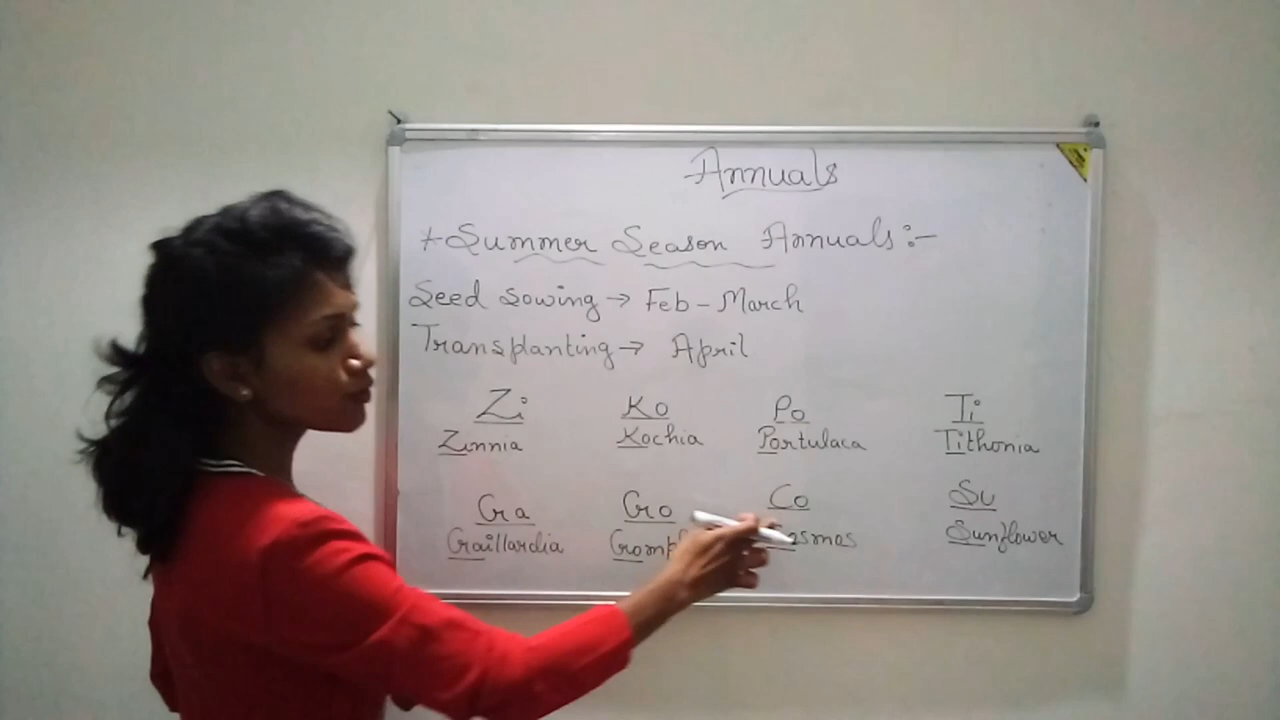 Annuals
* Summer Season Annuals :-
Seed Sowing → Feb - March
Transplanting → April
Zi Ko Po Ti
Zinnia Kochia Portulaca Tithonia
Ga Go Co Su
Gaillardia Cosmos Sunflower